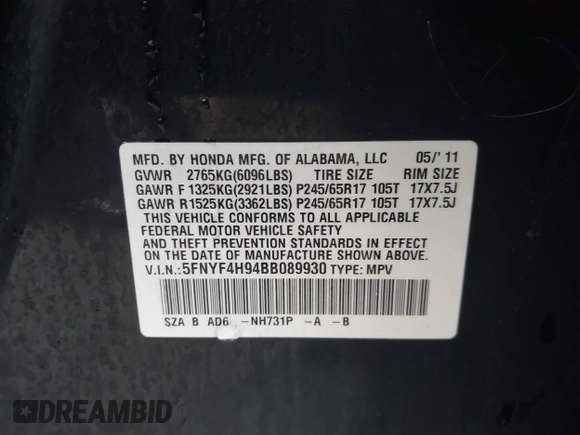 MFD. BY HONDA MFG. OF ALABAMA, LLC 05/'11
GVWR 2765KG(6096LBS) TIRE SIZE RIM SIZE
GAWR F 1325KG(2921LBS) P245/65R17 105T 17X7.5J
GAWR R 1525KG(3362LBS) P245/65R17 105T 17X7.5J
THIS VEHICLE CONFORMS TO ALL APPLICABLE
FEDERAL MOTOR VEHICLE SAFETY
AND THEFT PREVENTION STANDARDS IN EFFECT
ON THE DATE OF MANUFACTURE SHOWN ABOVE.
V.I.N.:5FNYF4H94BB089930 TYPE: MPV
SZA B AD6 -NH731P -A -B
DREAMBID